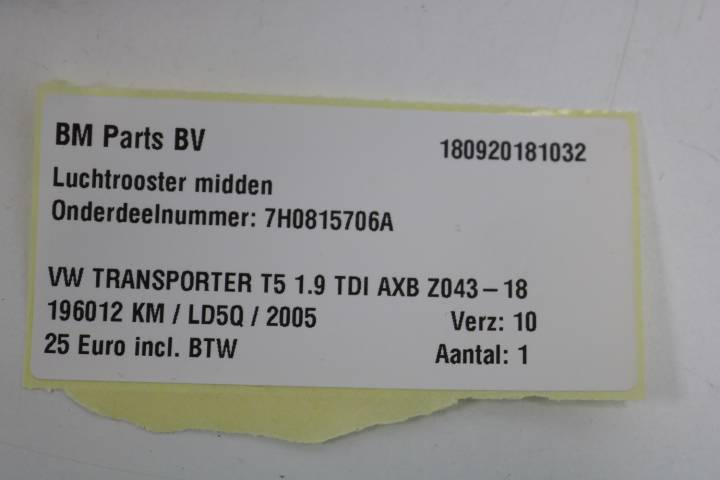 BM Parts BV
180920181032
Luchtrooster midden
Onderdeelnummer: 7H0815706A
VW TRANSPORTER T5 1.9 TDI AXB Z043-18
196012 KM / LD5Q / 2005
Verz: 10
25 Euro incl. BTW
Aantal: 1